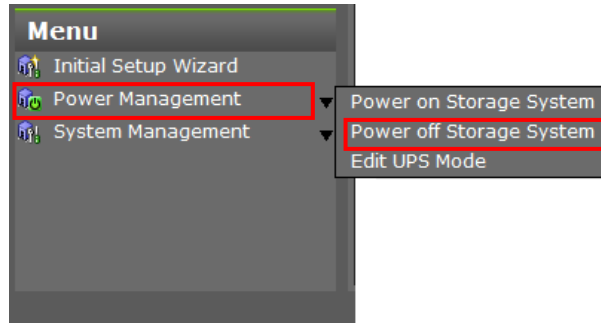 Menu
Initial Setup Wizard
Power Management
System Management
Power on Storage System
Power off Storage System
Edit UPS Mode